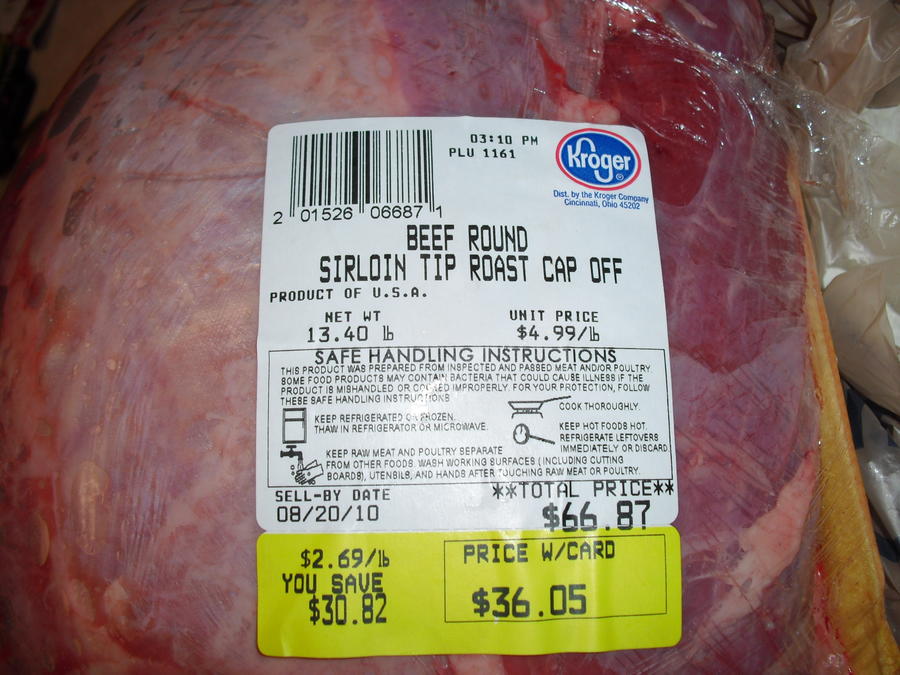 03:10 PM
PLU 1161
Kroger ®
Dist. by the Kroger Company
Cincinnati, Ohio 45202
2 01526 06687 1
BEEF ROUND
SIRLOIN TIP ROAST CAP OFF
PRODUCT OF U.S.A.
NET WT UNIT PRICE
13.40 lb $4.99/lb
SAFE HANDLING INSTRUCTIONS
THIS PRODUCT WAS PREPARED FROM INSPECTED AND PASSED MEAT AND/OR POULTRY.
SOME FOOD PRODUCTS MAY CONTAIN BACTERIA THAT COULD CAUSE ILLNESS IF THE
PRODUCT IS MISHANDLED OR COOKED IMPROPERLY. FOR YOUR PROTECTION, FOLLOW
THESE SAFE HANDLING INSTRUCTIONS
KEEP REFRIGERATED OR FROZEN.
THAW IN REFRIGERATOR OR MICROWAVE.
COOK THOROUGHLY.
KEEP HOT FOODS HOT.
REFRIGERATE LEFTOVERS
IMMEDIATELY OR DISCARD.
KEEP RAW MEAT AND POULTRY SEPARATE
FROM OTHER FOODS. WASH WORKING SURFACES (INCLUDING CUTTING
BOARDS), UTENSILS, AND HANDS AFTER TOUCHING RAW MEAT OR POULTRY.
SELL-BY DATE **TOTAL PRICE**
08/20/10 $66.87
$2.69/lb
YOU SAVE
$30.82
PRICE W/CARD
$36.05